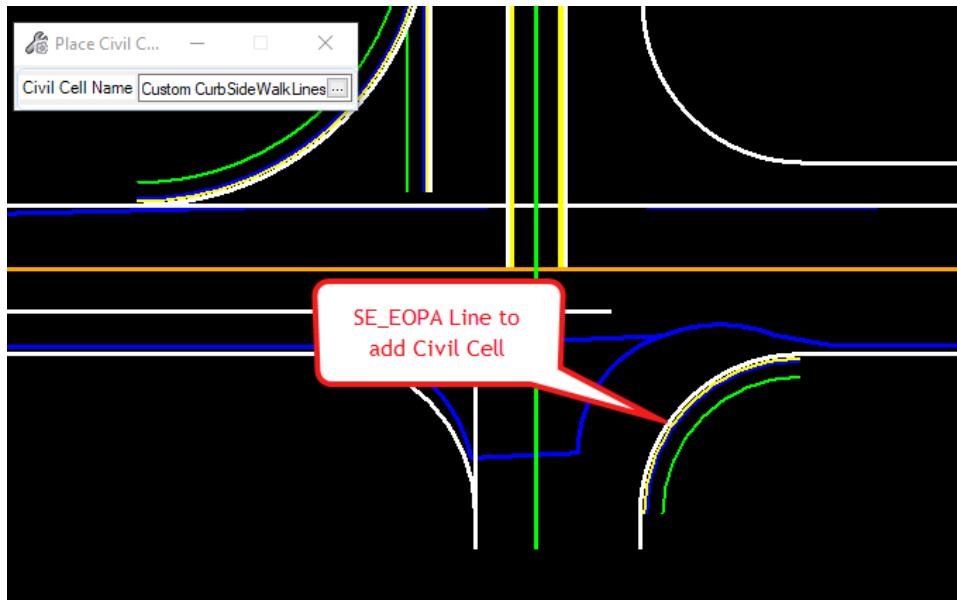 Place Civil C...
Civil Cell Name Custom CurbSideWalkLines ...
SE_EOPA Line to
add Civil Cell